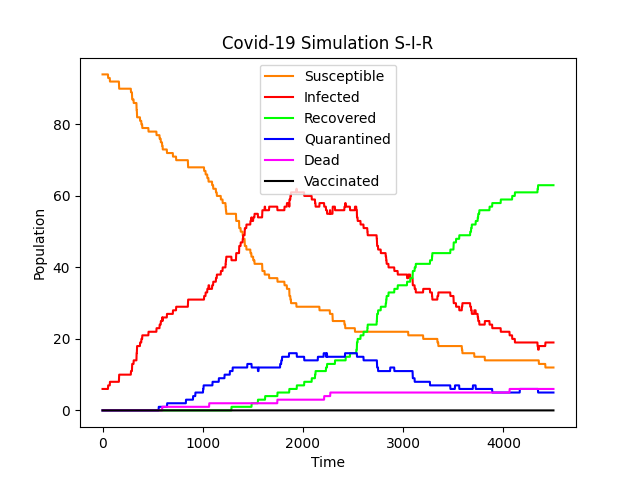 Covid-19 Simulation S-I-R
Susceptible
Infected
Recovered
Quarantined
Dead
Vaccinated
Population
80
60
40
20
0
0 1000 2000 3000 4000
Time